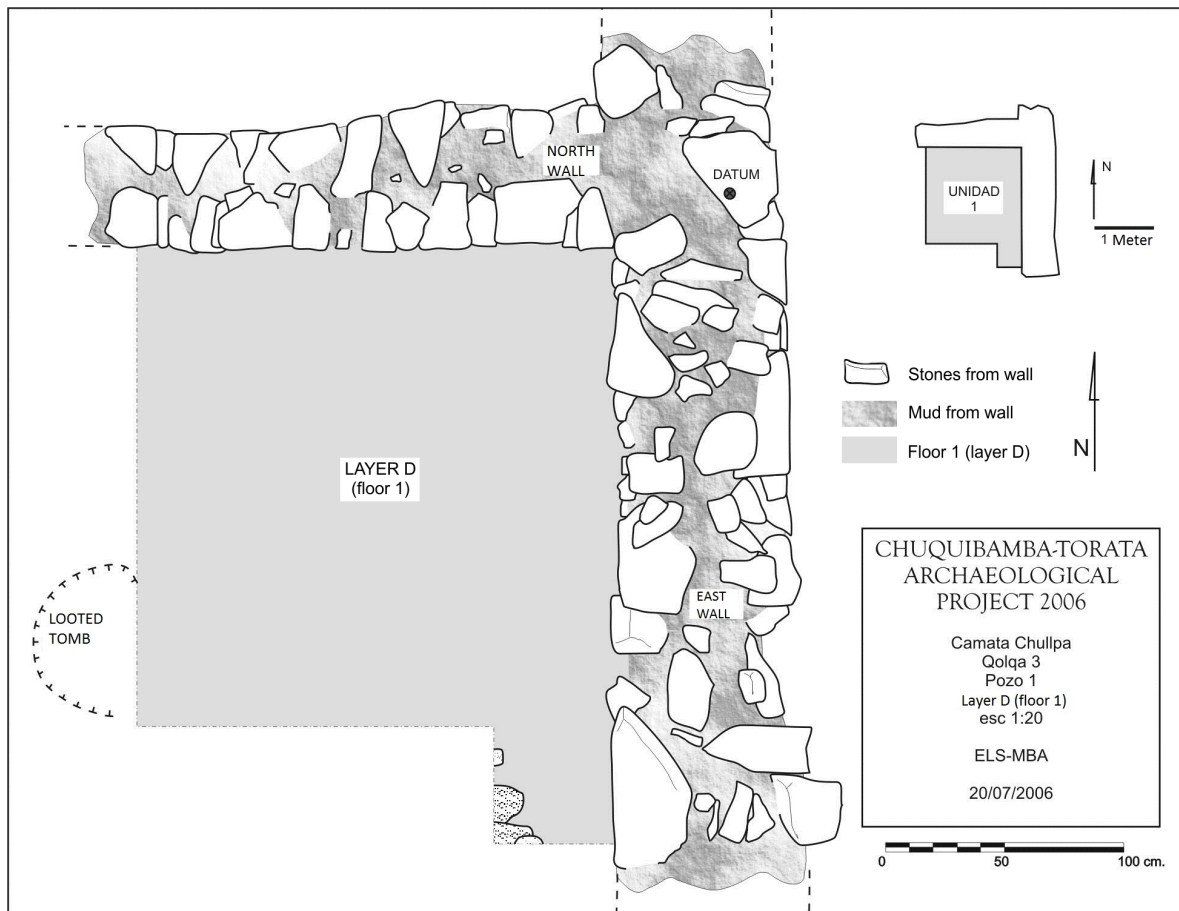 NORTH
WALL
DATUM
N
UNIDAD
1
1 Meter
Stones from wall
Mud from wall
Floor 1 (layer D)
N
LAYER D
(floor 1)
LOOTED
TOMB
EAST
WALL
CHUQUIBAMBA-TORATA
ARCHAEOLOGICAL
PROJECT 2006
Camata Chullpa
Qolqa 3
Pozo 1
Layer D (floor 1)
esc 1:20
ELS-MBA
20/07/2006
0 50 100 cm.